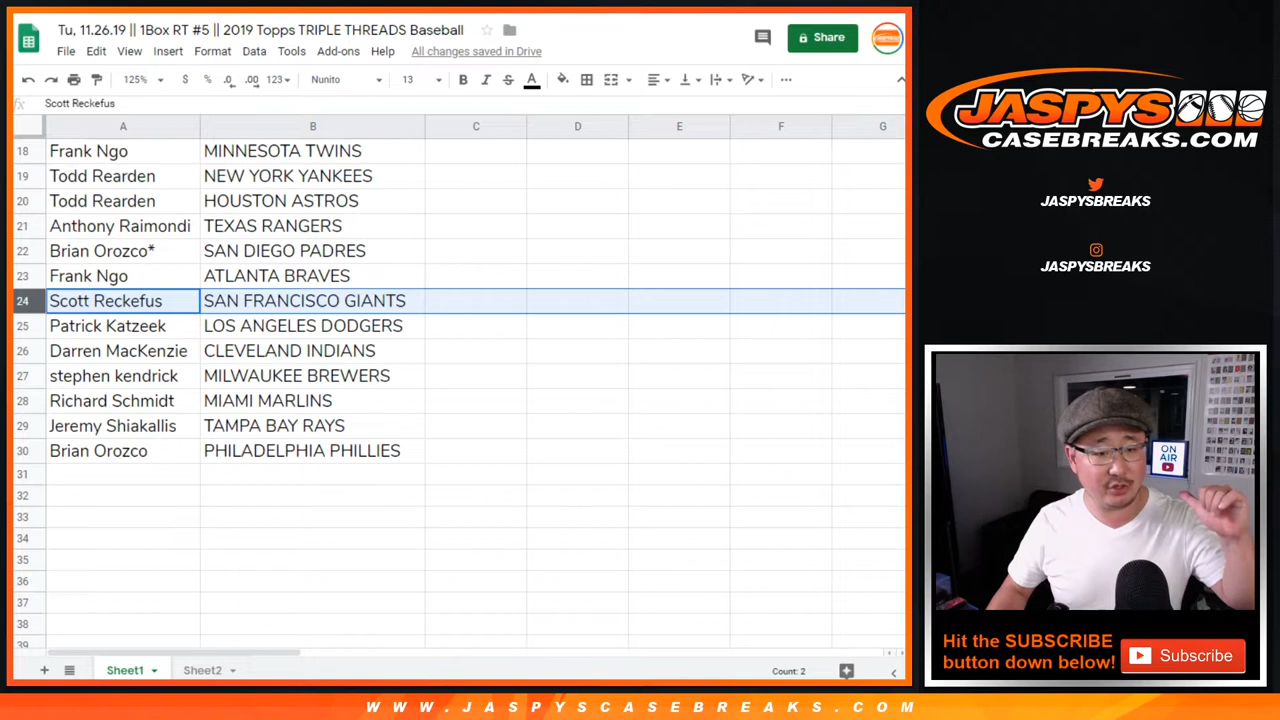 Tu, 11.26.19 || 1Box RT #5 || 2019 Topps TRIPLE THREADS Baseball
File Edit View Insert Format Data Tools Add-ons Help All changes saved in Drive
Share
125% $ % .0 .00 123 Nunito 13 B I S A
fx Scott Reckefus
A B C D E F G
18 Frank Ngo MINNESOTA TWINS
19 Todd Rearden NEW YORK YANKEES
20 Todd Rearden HOUSTON ASTROS
21 Anthony Raimondi TEXAS RANGERS
22 Brian Orozco* SAN DIEGO PADRES
23 Frank Ngo ATLANTA BRAVES
24 Scott Reckefus SAN FRANCISCO GIANTS
25 Patrick Katzeek LOS ANGELES DODGERS
26 Darren MacKenzie CLEVELAND INDIANS
27 stephen kendrick MILWAUKEE BREWERS
28 Richard Schmidt MIAMI MARLINS
29 Jeremy Shiakallis TAMPA BAY RAYS
30 Brian Orozco PHILADELPHIA PHILLIES
31
32
33
34
35
36
37
38
39
Sheet1 Sheet2 Count: 2
JASPYS
CASEBREAKS.COM
JASPYSBREAKS
JASPYSBREAKS
ON
AIR
Hit the SUBSCRIBE
button down below!
Subscribe
WWW.JASPYSCASEBREAKS.COM